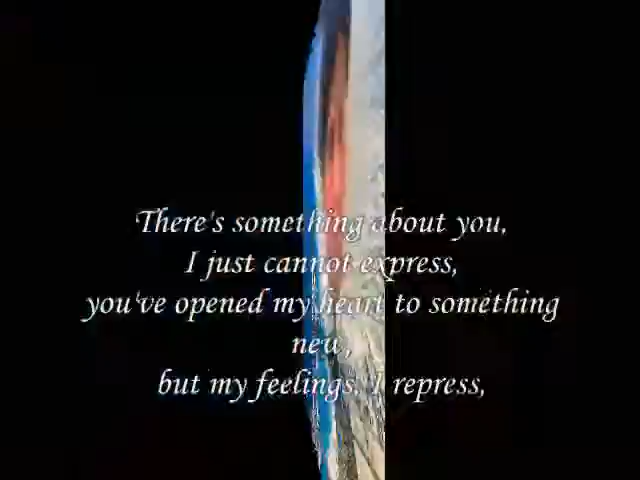 There's something about you,
I just cannot express,
you've opened my heart to something
new,
but my feelings, I repress,